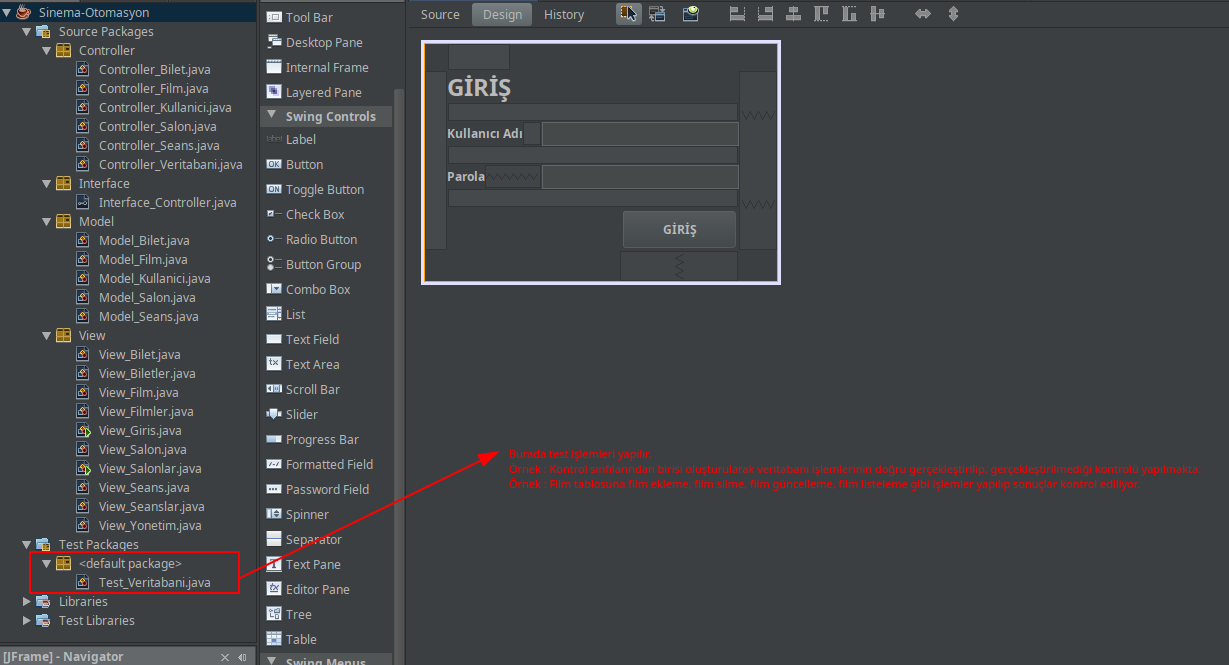 Sinema-Otomasyon
Source Packages
Controller
Controller_Bilet.java
Controller_Film.java
Controller_Kullanici.java
Controller_Salon.java
Controller_Seans.java
Controller_Veritabani.java
Interface
Interface_Controller.java
Model
Model_Bilet.java
Model_Film.java
Model_Kullanici.java
Model_Salon.java
Model_Seans.java
View
View_Bilet.java
View_Biletler.java
View_Film.java
View_Filmler.java
View_Giris.java
View_Salon.java
View_Salonlar.java
View_Seans.java
View_Seanslar.java
View_Yonetim.java
Test Packages
<default package>
Test_Veritabani.java
Libraries
Test Libraries
[JFrame] - Navigator
Tool Bar
Desktop Pane
Internal Frame
Layered Pane
Swing Controls
label
Label
OK
Button
ON
Toggle Button
Check Box
Radio Button
Button Group
Combo Box
List
Text Field
Text Area
Scroll Bar
Slider
Progress Bar
Formatted Field
Password Field
Spinner
Separator
Text Pane
Editor Pane
Tree
Table
Swing Menus
Source
Design
History
GİRİŞ
Kullanıcı Adı
Parola
GİRİŞ
Burada test işlemleri yapılır.
Örnek : Kontrol sınıflarından birisi oluşturularak veritabanı işlemlerinin doğru gerçekleştirilip, gerçekleştirilmediği kontrolü yapılmakta
Örnek : Film tablosuna film ekleme, film silme, film güncelleme, film listeleme gibi işlemler yapılıp sonuçlar kontrol ediliyor.